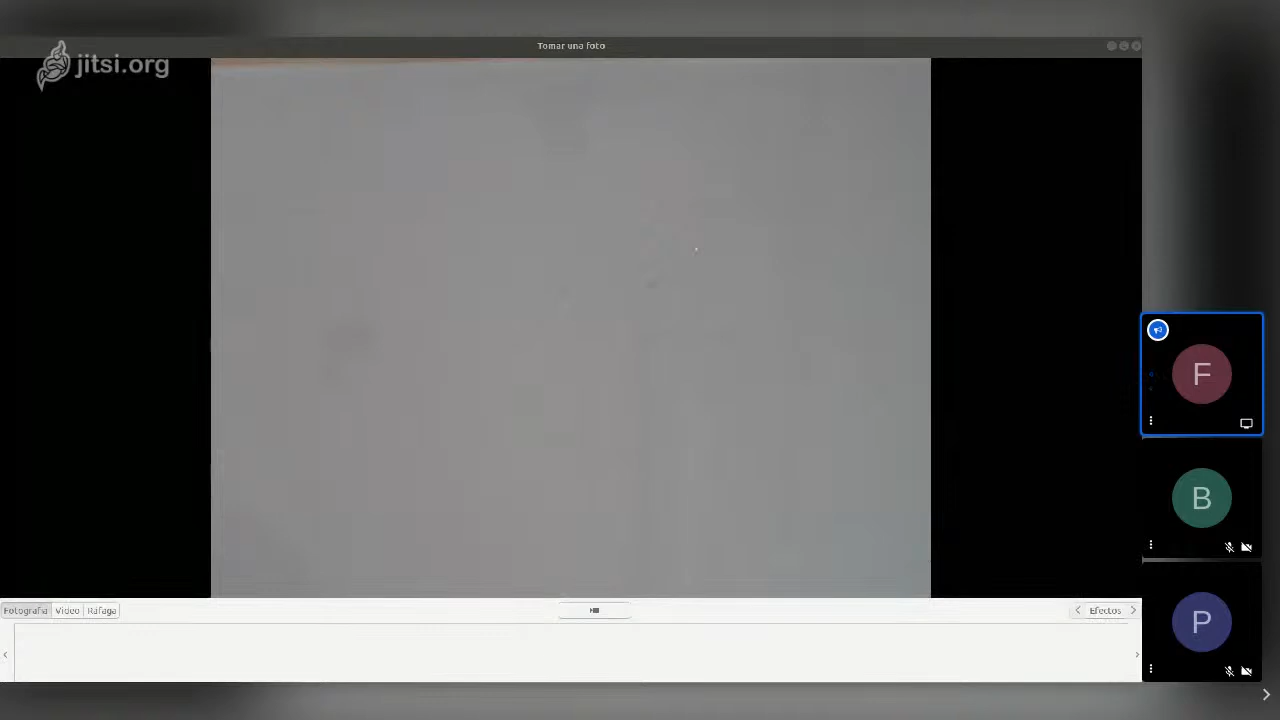 Tomar una foto
jitsi.org
F
B
Fotografía Vídeo Ráfaga
Efectos
P